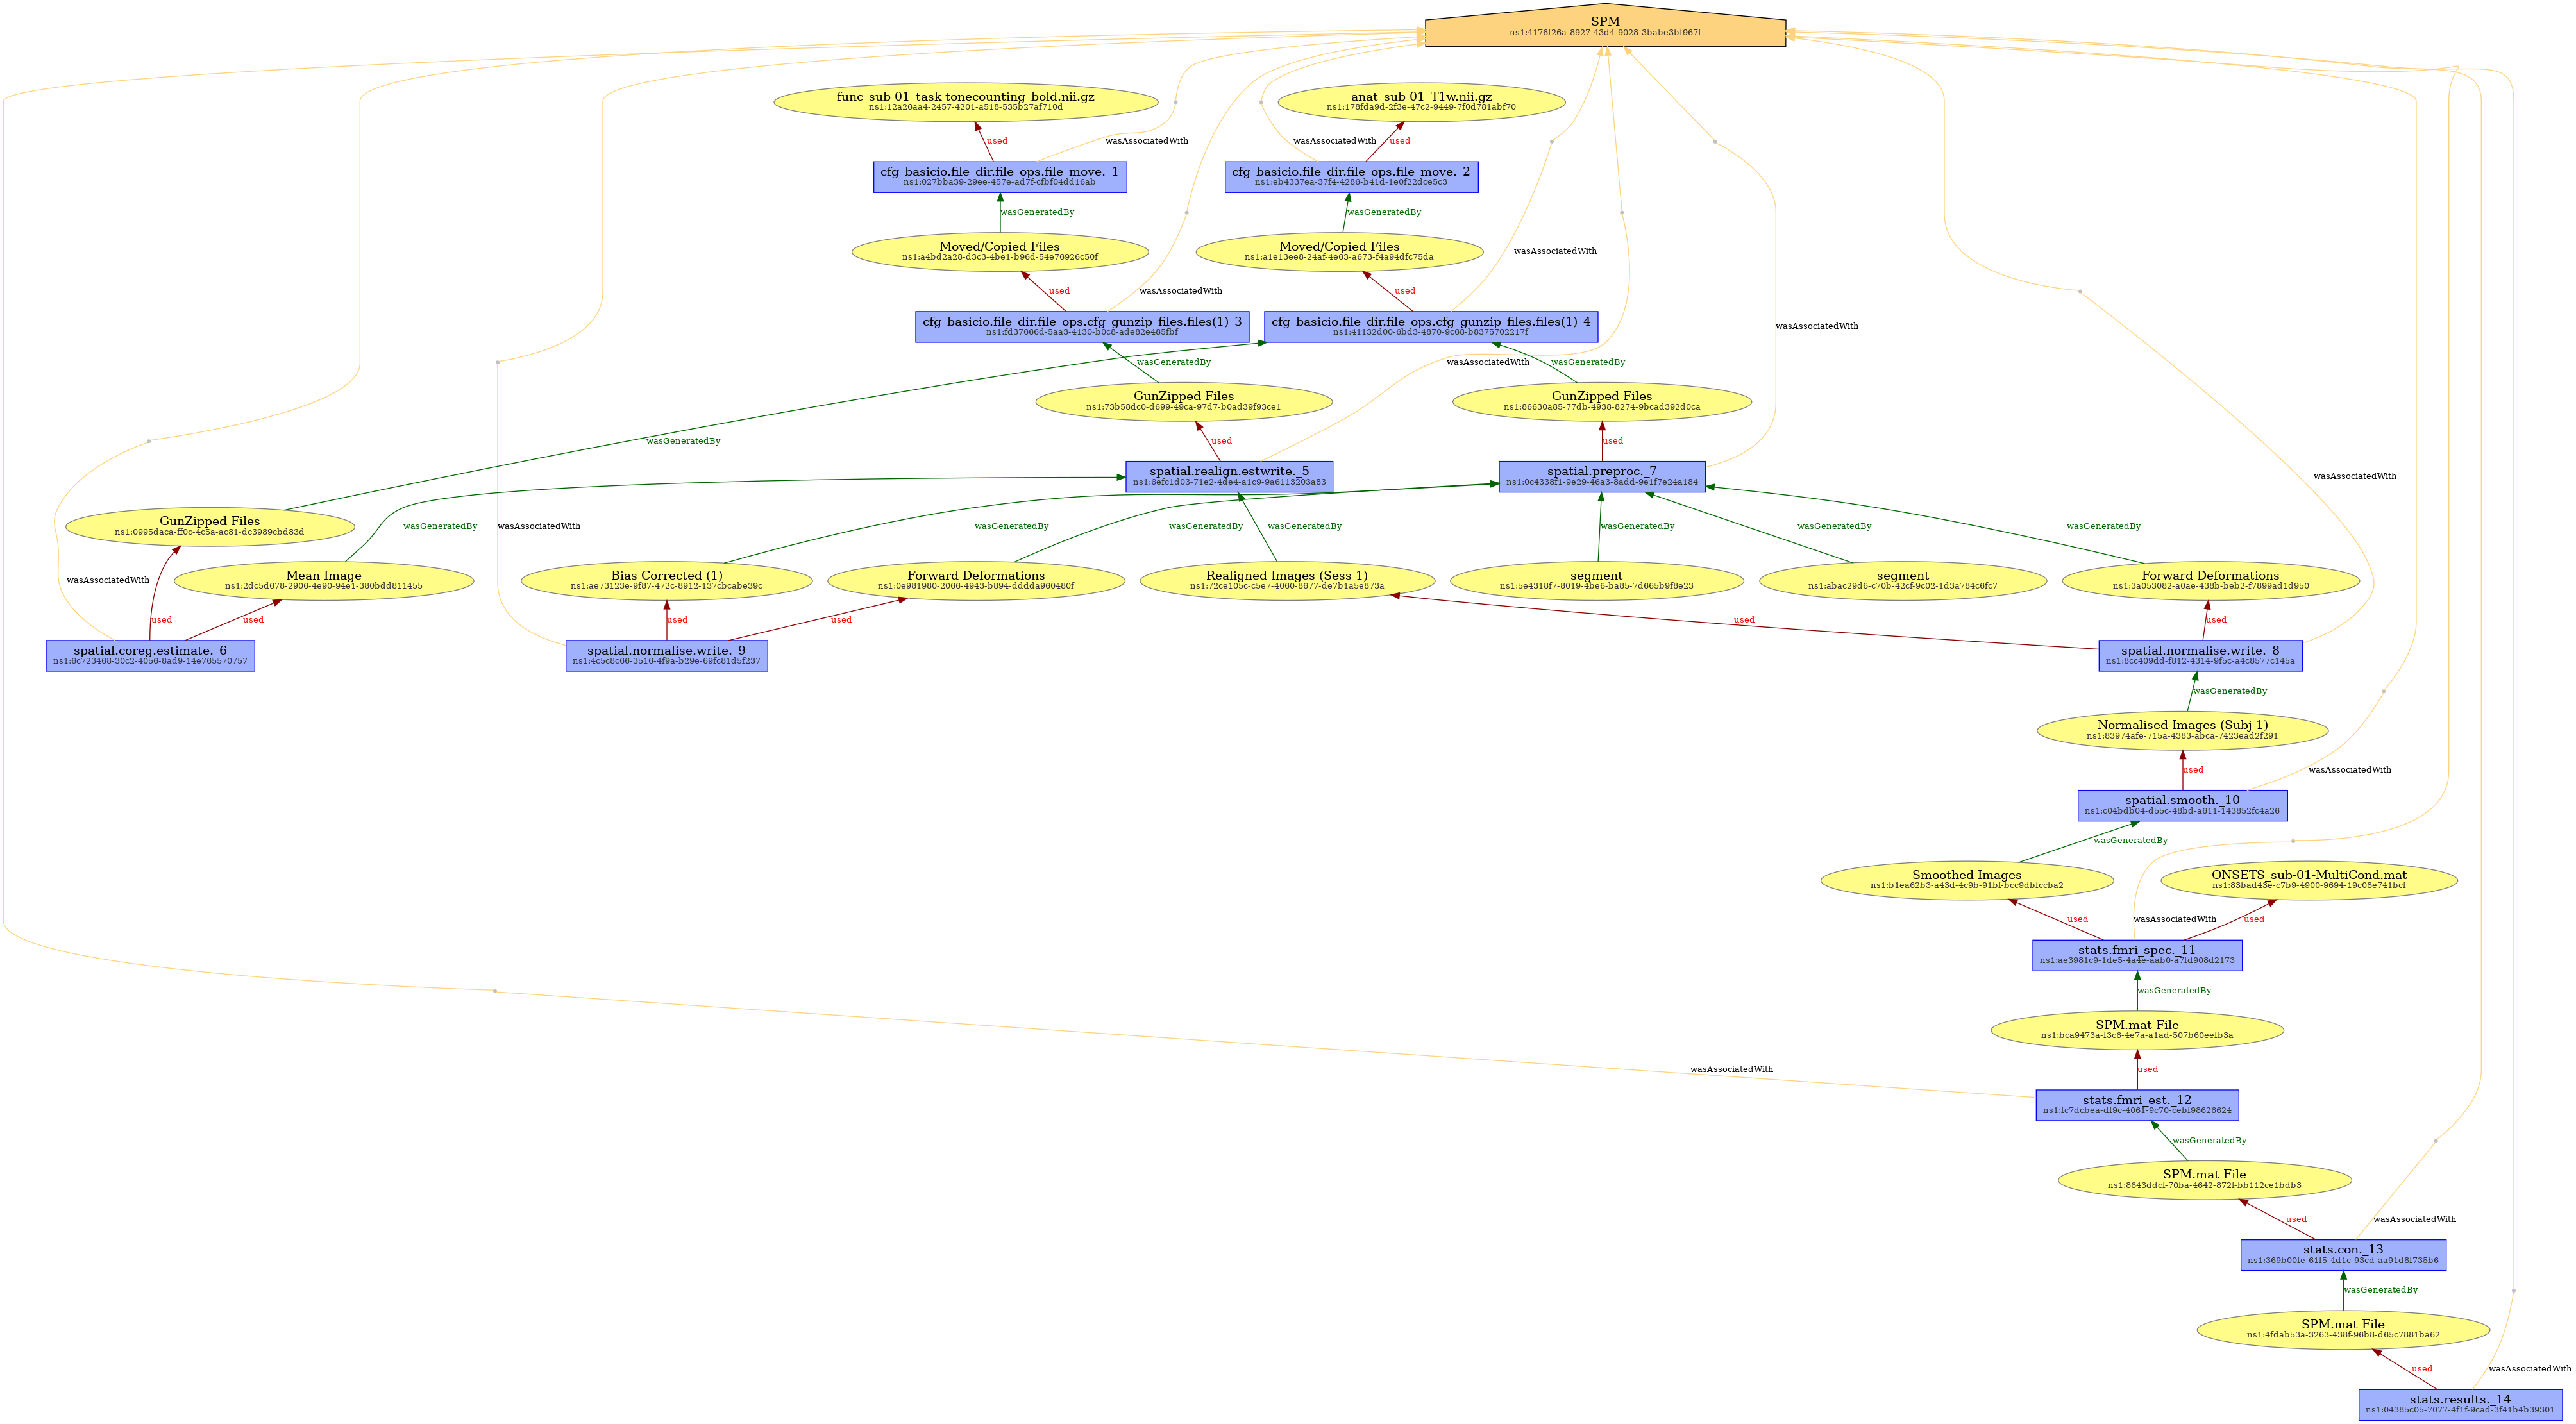 SPM
ns1:4176f26a-8927-43d4-9028-3babe3bf967f
func_sub-01_task-tonecounting_bold.nii.gz
ns1:12a26aa4-2457-4201-a518-535b27af710d
anat_sub-01_T1w.nii.gz
ns1:178fda9d-2f3e-47c2-9449-7f0d781abf70
used
wasAssociatedWith
wasAssociatedWith
used
cfg_basicio.file_dir.file_ops.file_move._1
ns1:027bba39-29ee-457e-ad7f-cfbf04dd16ab
cfg_basicio.file_dir.file_ops.file_move._2
ns1:eb4337ea-37f4-4286-b41d-1e0f22dce5c3
wasGeneratedBy
wasGeneratedBy
Moved/Copied Files
ns1:a4bd2a28-d3c3-4be1-b96d-54e76926c50f
Moved/Copied Files
ns1:a1e13ee8-24af-4e63-a673-f4a94dfc75da
wasAssociatedWith
used
wasAssociatedWith
used
cfg_basicio.file_dir.file_ops.cfg_gunzip_files.files(1)_3
ns1:fd37666d-5aa3-4130-b0c8-ade82e485fbf
cfg_basicio.file_dir.file_ops.cfg_gunzip_files.files(1)_4
ns1:41132d00-6bd3-4870-9c68-b8375702217f
wasAssociatedWith
wasGeneratedBy
wasAssociatedWith
wasGeneratedBy
GunZipped Files
ns1:73b58dc0-d699-49ca-97d7-b0ad39f93ce1
GunZipped Files
ns1:86630a85-77db-4938-8274-9bcad392d0ca
wasGeneratedBy
used
used
spatial.realign.estwrite._5
ns1:6efc1d03-71e2-4de4-a1c9-9a6113203a83
spatial.preproc._7
ns1:0c4338f1-9e29-46a3-8add-9e1f7e24a184
wasAssociatedWith
GunZipped Files
ns1:0995daca-ff0c-4c5a-ac81-dc3989cbd83d
wasGeneratedBy
wasAssociatedWith
wasGeneratedBy
wasGeneratedBy
wasGeneratedBy
wasGeneratedBy
wasGeneratedBy
wasGeneratedBy
wasAssociatedWith
Mean Image
ns1:2dc5d678-2906-4e90-94e1-380bdd811455
Bias Corrected (1)
ns1:ae73123e-9f87-472c-8912-137cbcabe39c
Forward Deformations
ns1:0e981980-2066-4943-b894-dddda960480f
Realigned Images (Sess 1)
ns1:72ce105c-c5e7-4060-8677-de7b1a5e873a
segment
ns1:5e4318f7-8019-4be6-ba85-7d665b9f8e23
segment
ns1:abac29d6-c70b-42cf-9c02-1d3a784c6fc7
Forward Deformations
ns1:3a053082-a0ae-438b-beb2-f7899ad1d950
used
used
used
used
used
used
spatial.coreg.estimate._6
ns1:6c723468-30c2-4056-8ad9-14e765570757
spatial.normalise.write._9
ns1:4c5c8c66-3516-4f9a-b29e-69fc81d5f237
spatial.normalise.write._8
ns1:8cc409dd-f812-4314-9f5c-a4c8577c145a
wasGeneratedBy
Normalised Images (Subj 1)
ns1:83974afe-715a-4383-abca-7423ead2f291
used
wasAssociatedWith
spatial.smooth._10
ns1:c04bdb04-d55c-48bd-a611-143852fc4a26
wasGeneratedBy
Smoothed Images
ns1:b1ea62b3-a43d-4c9b-91bf-bcc9dbfccba2
ONSETS_sub-01-MultiCond.mat
ns1:83bad43e-c7b9-4900-9694-19c08e741bcf
used
wasAssociatedWith
used
stats.fmri_spec._11
ns1:ae3981c9-1de5-4a4e-aab0-a7fd908d2173
wasGeneratedBy
SPM.mat File
ns1:bca9473a-f3c6-4e7a-a1ad-507b60eefb3a
wasAssociatedWith
used
stats.fmri_est._12
ns1:fc7dcbea-df9c-4061-9c70-cebf98626624
wasGeneratedBy
SPM.mat File
ns1:8643ddcf-70ba-4642-872f-bb112ce1bdb3
used
wasAssociatedWith
stats.con._13
ns1:369b00fe-61f5-4d1c-93cd-aa91d8f735b6
wasGeneratedBy
SPM.mat File
ns1:4fdab53a-3263-438f-96b8-d65c7881ba62
used
wasAssociatedWith
stats.results._14
ns1:04385c05-7077-4f1f-9cad-3f41b4b39301